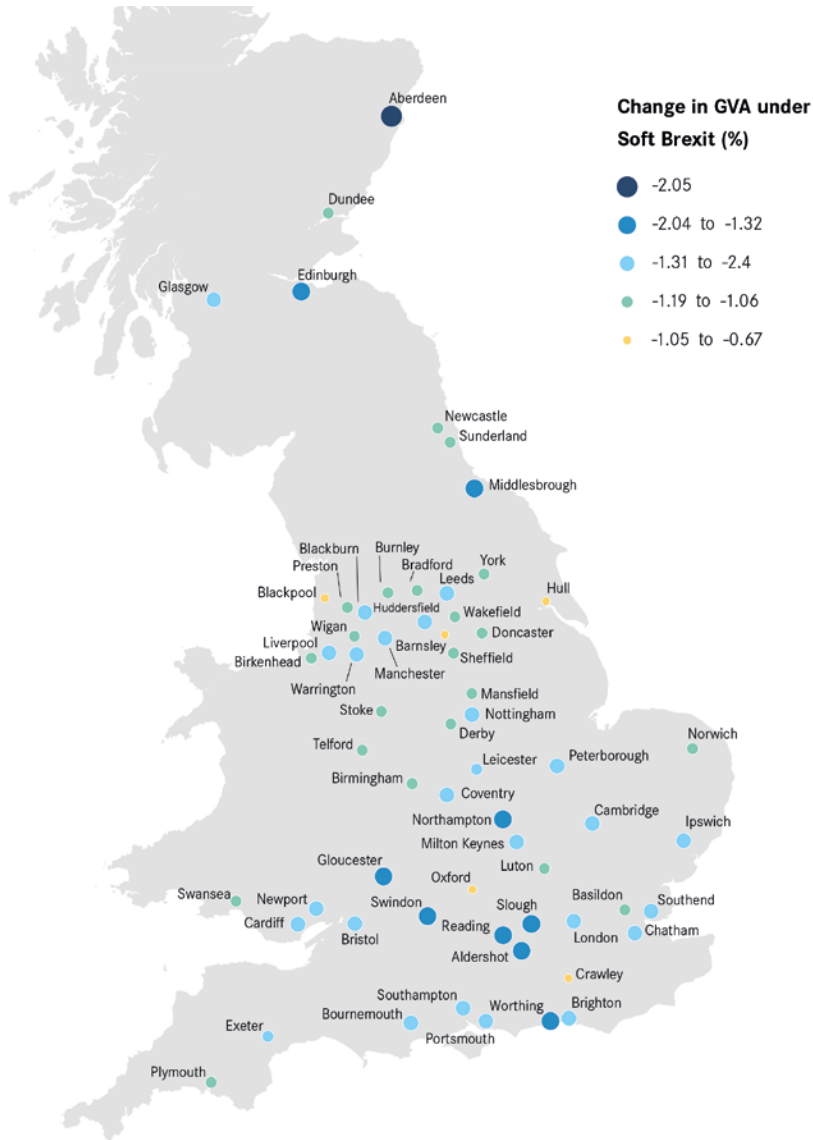 Aberdeen
Change in GVA under
Soft Brexit (%)
-2.05
-2.04 to -1.32
-1.31 to -2.4
-1.19 to -1.06
-1.05 to -0.67
Dundee
Edinburgh
Glasgow
Newcastle
Sunderland
Middlesbrough
Blackburn
Burnley
Preston
Bradford
York
Leeds
Blackpool
Hull
Huddersfield
Wakefield
Wigan
Doncaster
Liverpool
Barnsley
Birkenhead
Sheffield
Manchester
Warrington
Mansfield
Stoke
Nottingham
Derby
Norwich
Telford
Leicester
Peterborough
Birmingham
Coventry
Cambridge
Northampton
Ipswich
Milton Keynes
Gloucester
Luton
Oxford
Swansea
Newport
Swindon
Slough
Basildon
Southend
Cardiff
Reading
Bristol
London
Chatham
Aldershot
Crawley
Southampton
Worthing
Brighton
Bournemouth
Exeter
Portsmouth
Plymouth